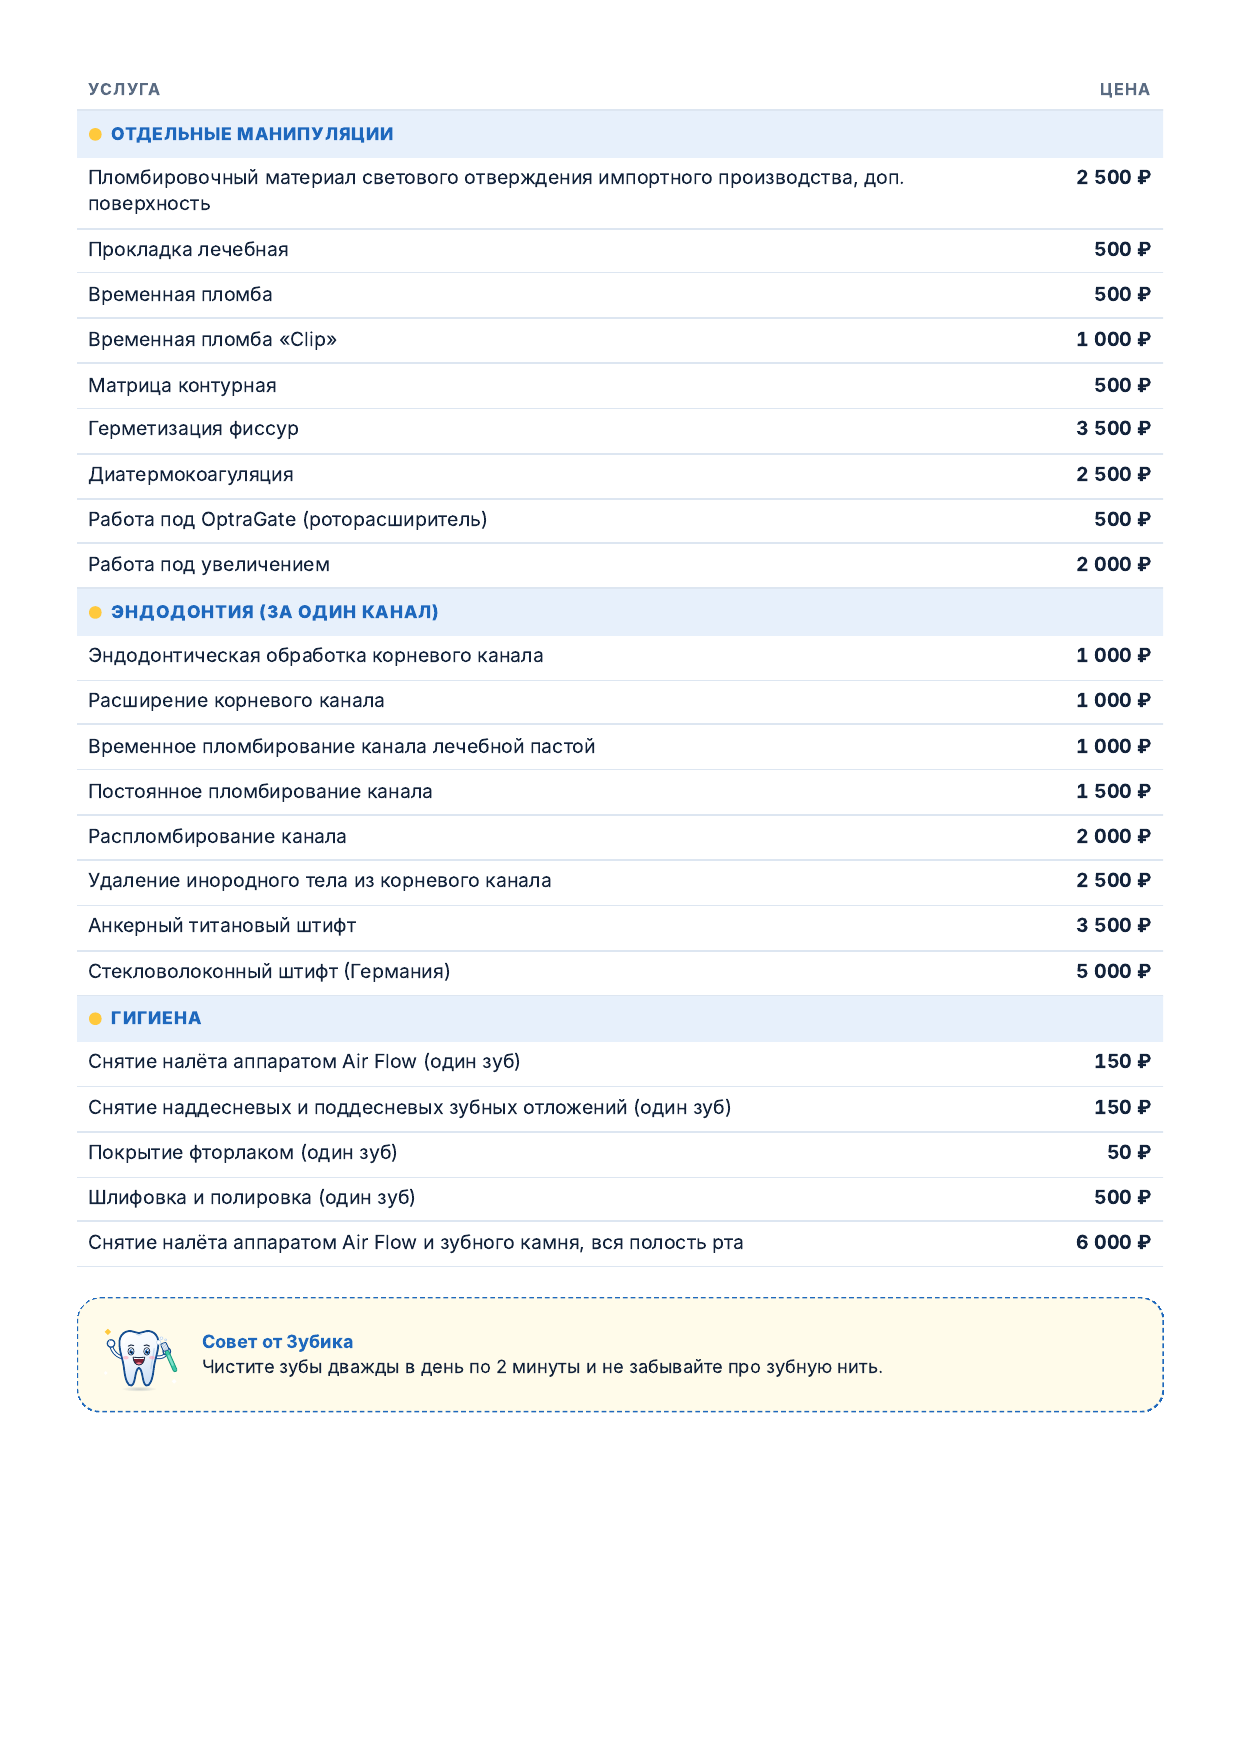 УСЛУГА ЦЕНА
ОТДЕЛЬНЫЕ МАНИПУЛЯЦИИ
Пломбировочный материал светового отверждения импортного производства, доп. 2 500 ₽
поверхность
Прокладка лечебная 500 ₽
Временная пломба 500 ₽
Временная пломба «Clip» 1 000 ₽
Матрица контурная 500 ₽
Герметизация фиссур 3 500 ₽
Диатермокоагуляция 2 500 ₽
Работа под OptraGate (роторасширитель) 500 ₽
Работа под увеличением 2 000 ₽
ЭНДОДОНТИЯ (ЗА ОДИН КАНАЛ)
Эндодонтическая обработка корневого канала 1 000 ₽
Расширение корневого канала 1 000 ₽
Временное пломбирование канала лечебной пастой 1 000 ₽
Постоянное пломбирование канала 1 500 ₽
Распломбирование канала 2 000 ₽
Удаление инородного тела из корневого канала 2 500 ₽
Анкерный титановый штифт 3 500 ₽
Стекловолоконный штифт (Германия) 5 000 ₽
ГИГИЕНА
Снятие налёта аппаратом Air Flow (один зуб) 150 ₽
Снятие наддесневых и поддесневых зубных отложений (один зуб) 150 ₽
Покрытие фторлаком (один зуб) 50 ₽
Шлифовка и полировка (один зуб) 500 ₽
Снятие налёта аппаратом Air Flow и зубного камня, вся полость рта 6 000 ₽
Совет от Зубика
Чистите зубы дважды в день по 2 минуты и не забывайте про зубную нить.